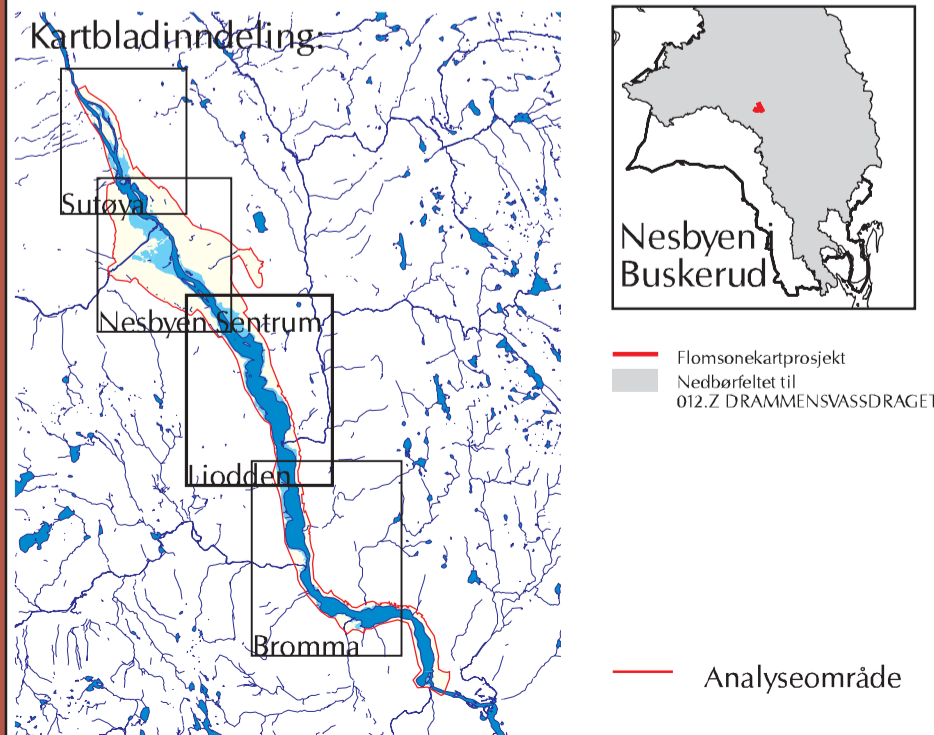 Kartbladinndeling:
Sutøya
Nesbyen Sentrum
Liodden
Bromma
Nesbyen i
Buskerud
Flomsonekartprosjekt
Nedbørfeltet til
012.Z DRAMMENSVASSDRAGET
Analyseområde